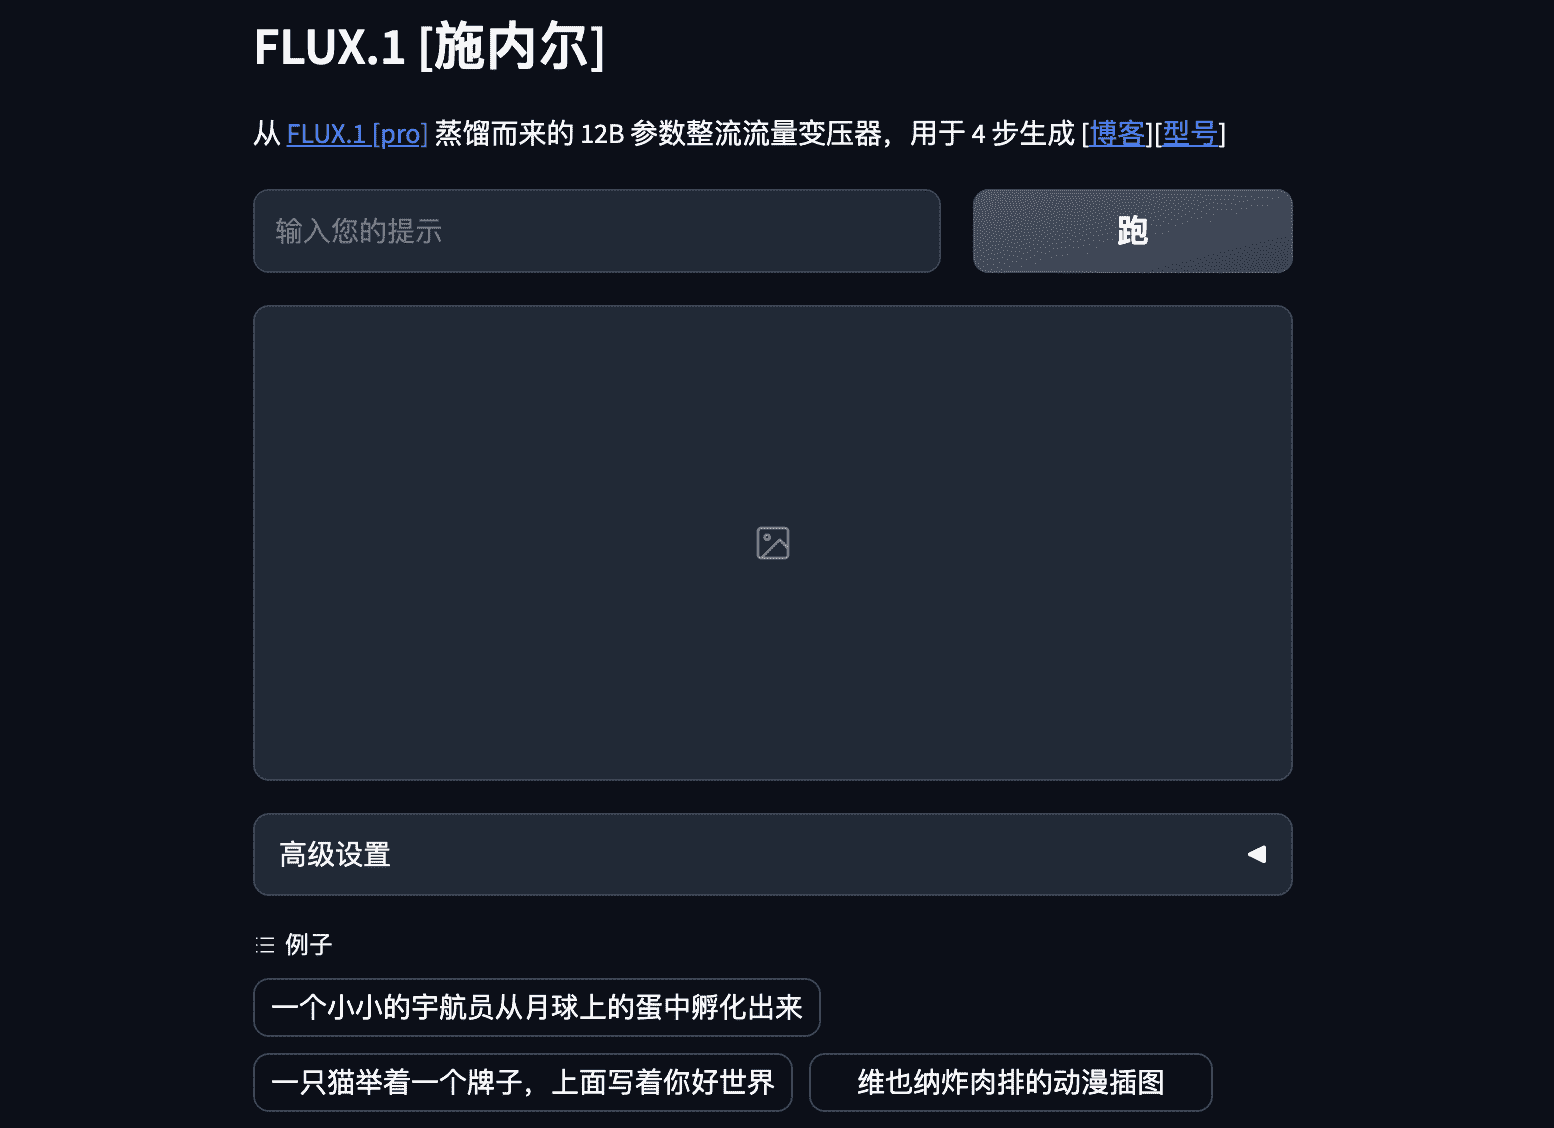 FLUX.1 [施内尔]
从 FLUX.1 [pro] 蒸馏而来的 12B 参数整流流量变压器，用于 4 步生成 [博客][型号]
输入您的提示
跑
高级设置
例子
一个小小的宇航员从月球上的蛋中孵化出来
一只猫举着一个牌子，上面写着你好世界
维也纳炸肉排的动漫插图